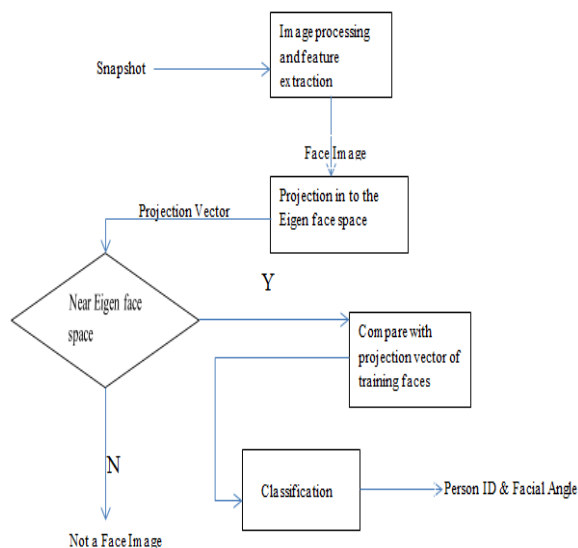 Image processing
and feature
extraction
Snapshot
Face Image
Projection in to the
Eigen face space
Projection Vector
Y
Near Eigen face
space
Compare with
projection vector of
training faces
N
Classification
Person ID & Facial Angle
Not a Face Image